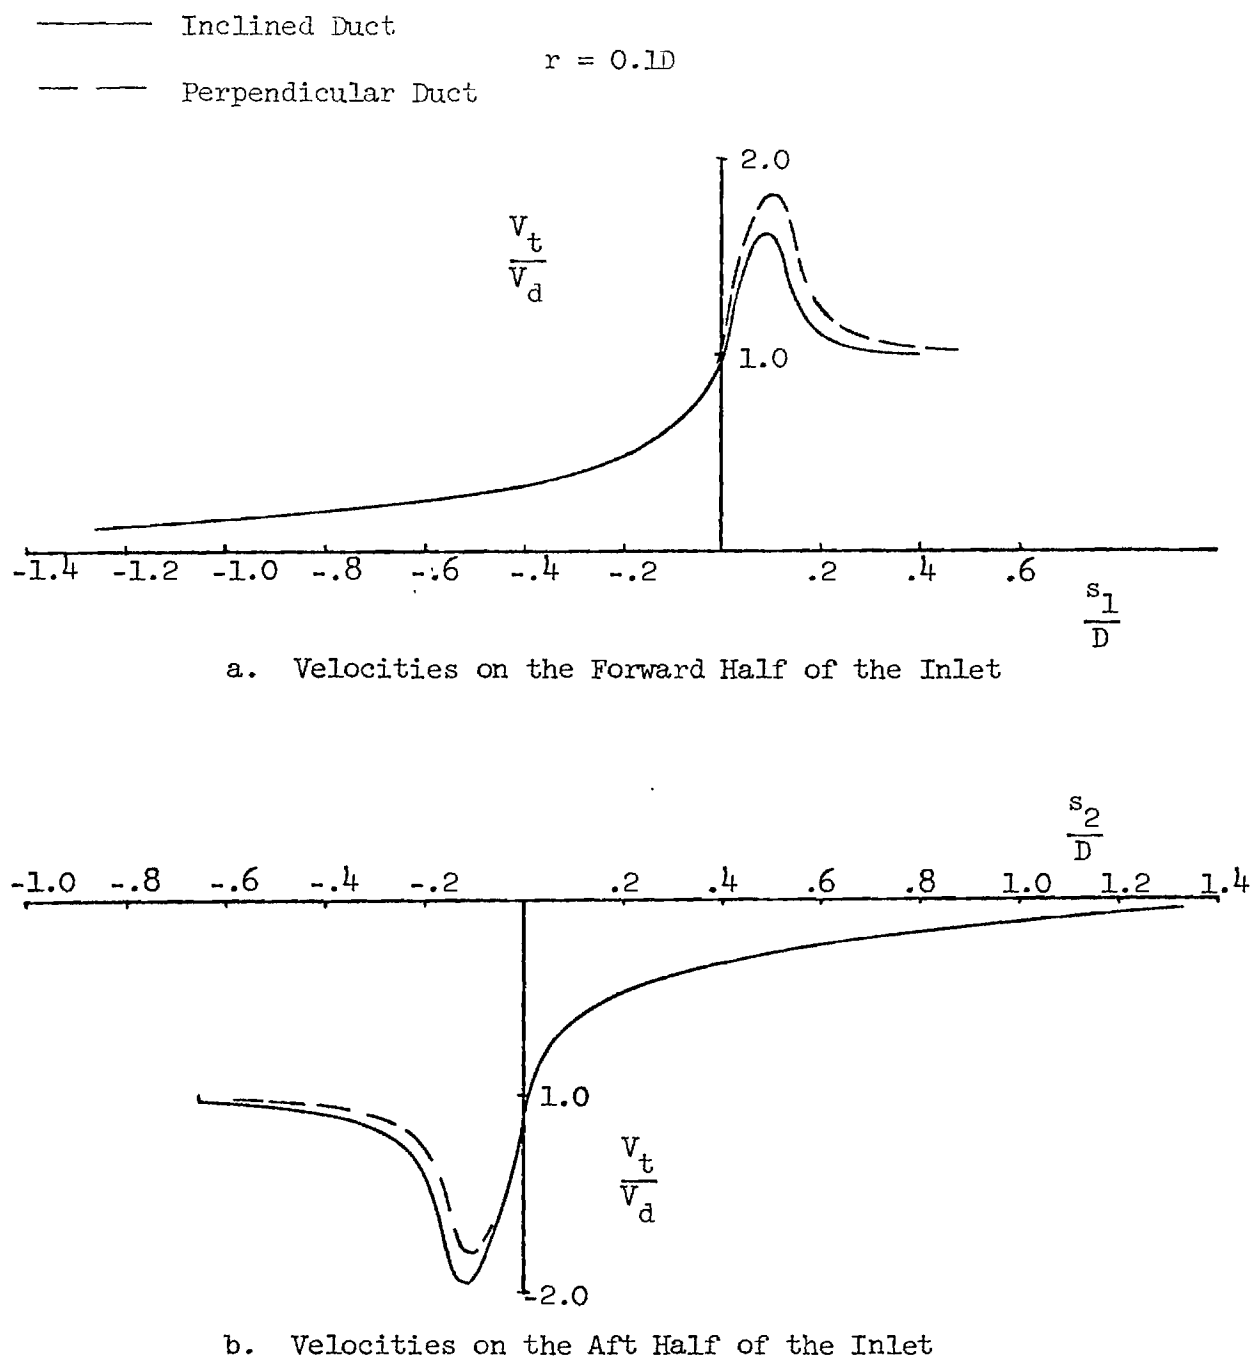 Inclined Duct
r = 0.1D
Perpendicular Duct
2.0
V_t
V_d
1.0
-1.4 -1.2 -1.0 -.8 -.6 -.4 -.2 .2 .4 .6
s_1
D
a. Velocities on the Forward Half of the Inlet
s_2
D
-1.0 -.8 -.6 -.4 -.2 .2 .4 .6 .8 1.0 1.2 1.4
1.0
V_t
V_d
-2.0
b. Velocities on the Aft Half of the Inlet